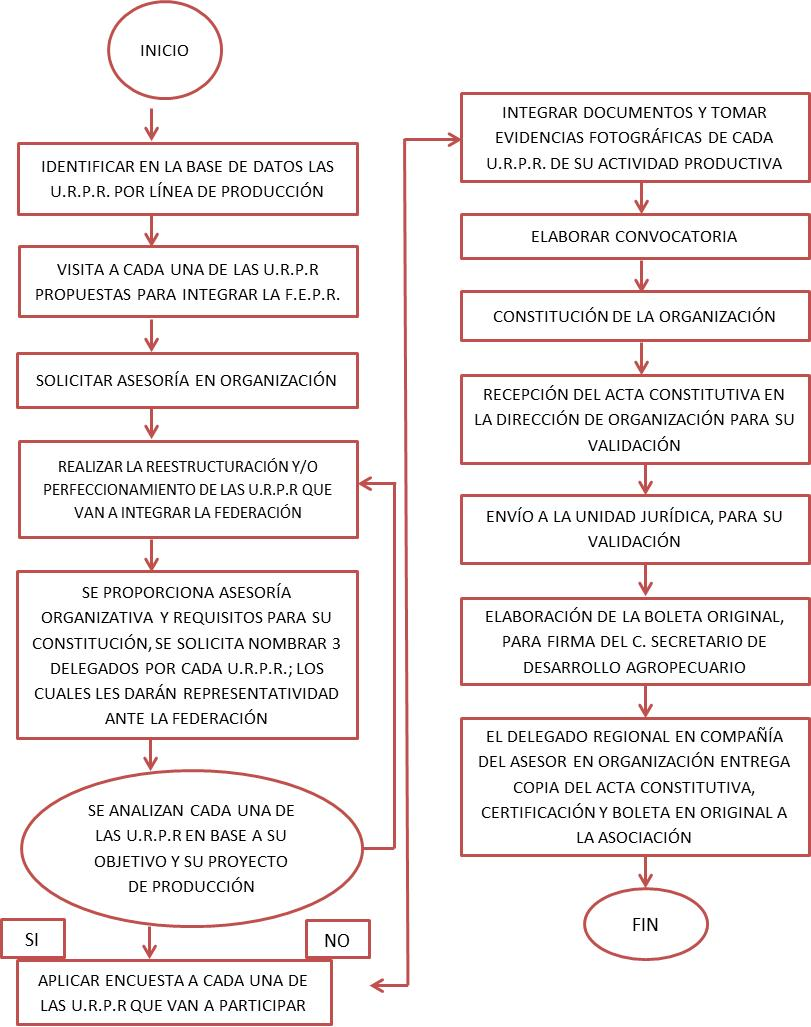 INICIO
IDENTIFICAR EN LA BASE DE DATOS LAS
U.R.P.R. POR LÍNEA DE PRODUCCIÓN
VISITA A CADA UNA DE LAS U.R.P.R
PROPUESTAS PARA INTEGRAR LA F.E.P.R.
SOLICITAR ASESORÍA EN ORGANIZACIÓN
REALIZAR LA REESTRUCTURACIÓN Y/O
PERFECCIONAMIENTO DE LAS U.R.P.R QUE
VAN A INTEGRAR LA FEDERACIÓN
SE PROPORCIONA ASESORÍA
ORGANIZATIVA Y REQUISITOS PARA SU
CONSTITUCIÓN, SE SOLICITA NOMBRAR 3
DELEGADOS POR CADA U.R.P.R.; LOS
CUALES LES DARÁN REPRESENTATIVIDAD
ANTE LA FEDERACIÓN
SE ANALIZAN CADA UNA DE
LAS U.R.P.R EN BASE A SU
OBJETIVO Y SU PROYECTO
DE PRODUCCIÓN
SI
NO
APLICAR ENCUESTA A CADA UNA DE
LAS U.R.P.R QUE VAN A PARTICIPAR
INTEGRAR DOCUMENTOS Y TOMAR
EVIDENCIAS FOTOGRÁFICAS DE CADA
U.R.P.R. DE SU ACTIVIDAD PRODUCTIVA
ELABORAR CONVOCATORIA
CONSTITUCIÓN DE LA ORGANIZACIÓN
RECEPCIÓN DEL ACTA CONSTITUTIVA EN
LA DIRECCIÓN DE ORGANIZACIÓN PARA SU
VALIDACIÓN
ENVÍO A LA UNIDAD JURÍDICA, PARA SU
VALIDACIÓN
ELABORACIÓN DE LA BOLETA ORIGINAL,
PARA FIRMA DEL C. SECRETARIO DE
DESARROLLO AGROPECUARIO
EL DELEGADO REGIONAL EN COMPAÑÍA
DEL ASESOR EN ORGANIZACIÓN ENTREGA
COPIA DEL ACTA CONSTITUTIVA,
CERTIFICACIÓN Y BOLETA EN ORIGINAL A
LA ASOCIACIÓN
FIN